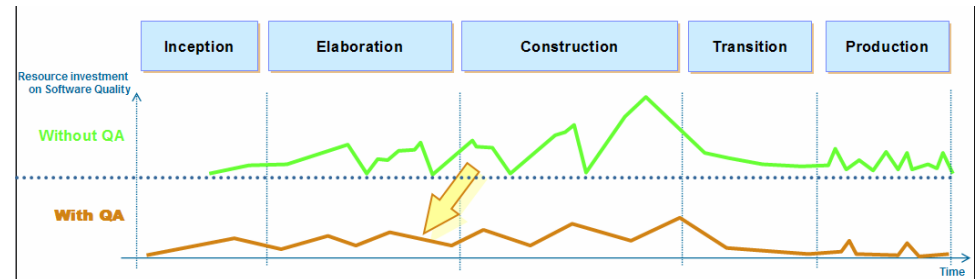 Inception
Elaboration
Construction
Transition
Production
Resource investment
on Software Quality
Without QA
With QA
Time